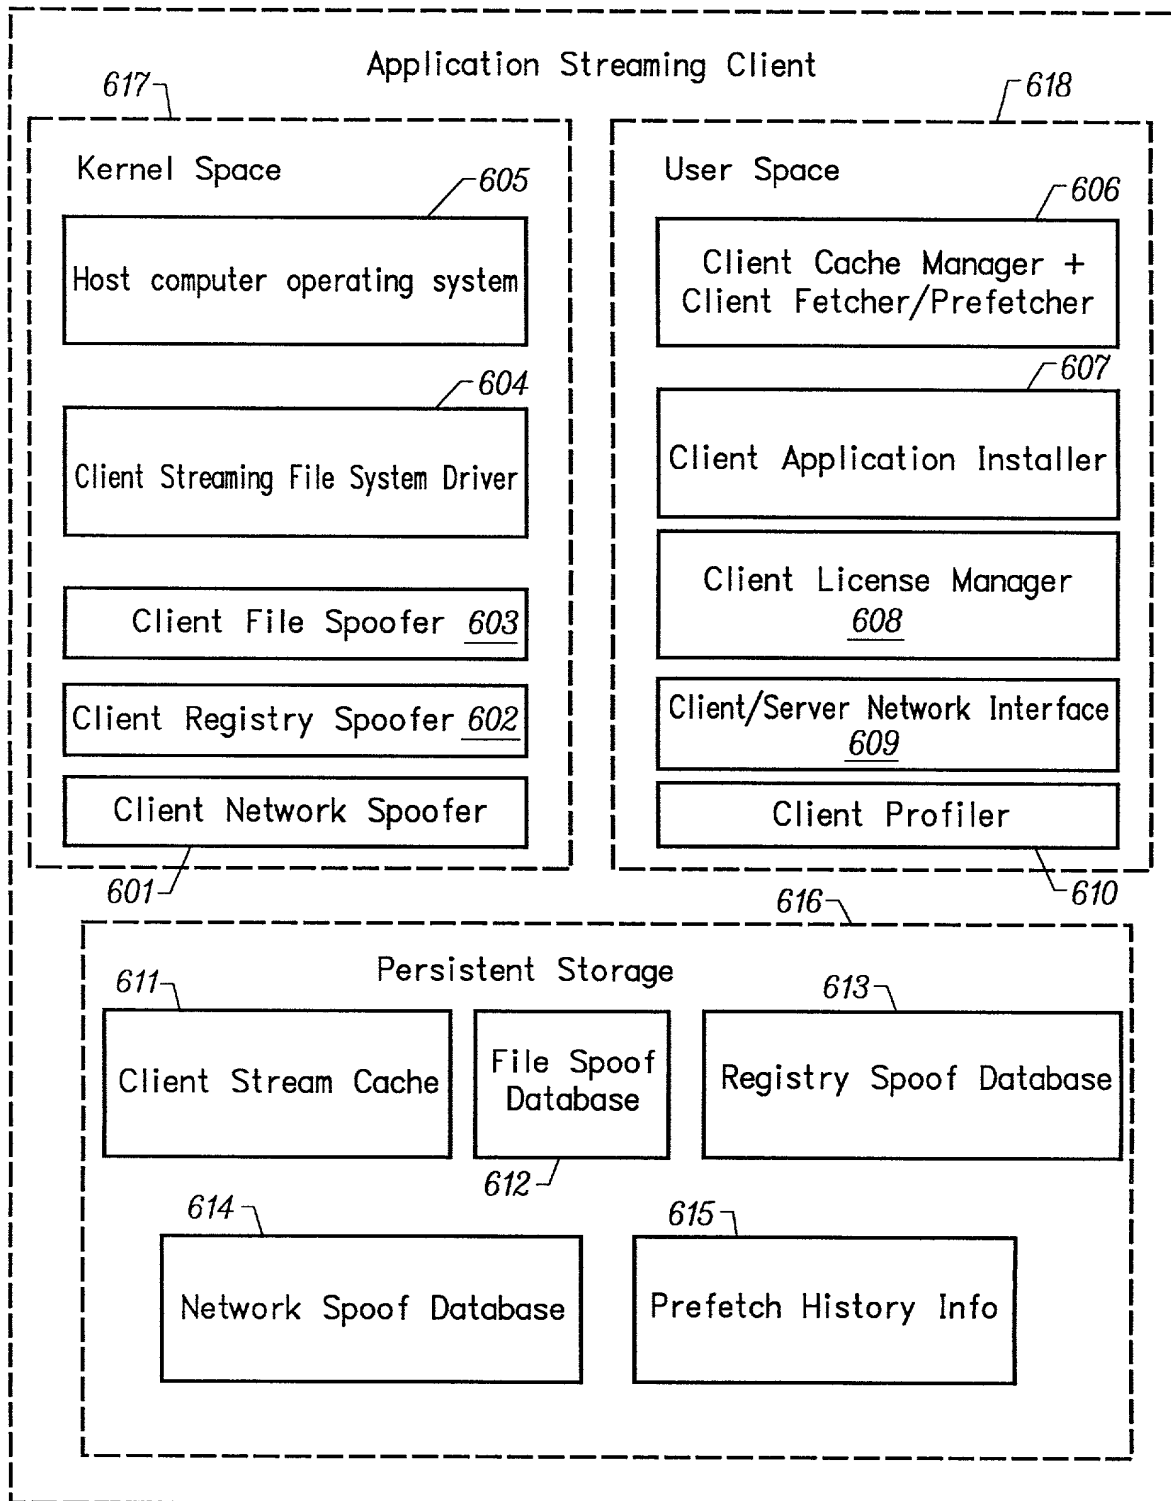 Application Streaming Client
617
618
Kernel Space
605
Host computer operating system
604
Client Streaming File System Driver
Client File Spoofer 603
Client Registry Spoofer 602
Client Network Spoofer
601
User Space
606
Client Cache Manager +
Client Fetcher/Prefetcher
607
Client Application Installer
Client License Manager
608
Client/Server Network Interface
609
Client Profiler
610
616
Persistent Storage
611
Client Stream Cache
File Spoof
Database
612
613
Registry Spoof Database
614
Network Spoof Database
615
Prefetch History Info